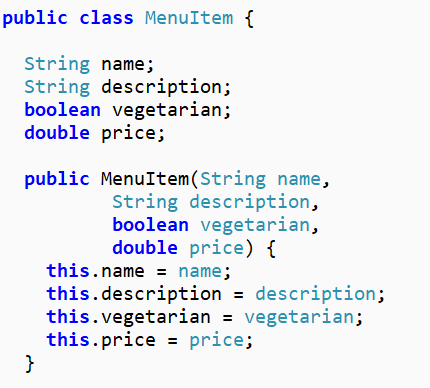 public class MenuItem {
String name;
String description;
boolean vegetarian;
double price;
public MenuItem(String name,
String description,
boolean vegetarian,
double price) {
this.name = name;
this.description = description;
this.vegetarian = vegetarian;
this.price = price;
}